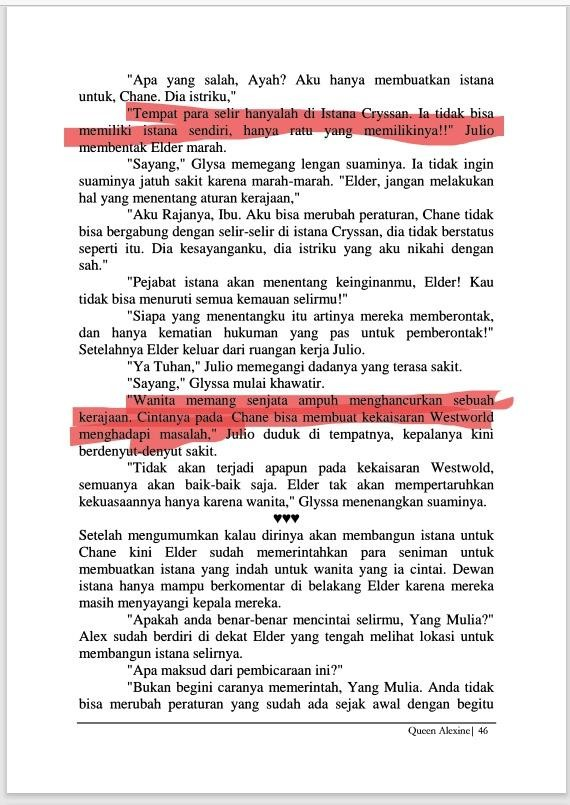 "Apa yang salah, Ayah? Aku hanya membuatkan istana
untuk, Chane. Dia istriku,"
"Tempat para selir hanyalah di Istana Cryssan. Ia tidak bisa
memiliki istana sendiri, hanya ratu yang memilikinya!!" Julio
membentak Elder marah.
"Sayang," Glysa memegang lengan suaminya. Ia tidak ingin
suaminya jatuh sakit karena marah-marah. "Elder, jangan melakukan
hal yang menentang aturan kerajaan,"
"Aku Rajanya, Ibu. Aku bisa merubah peraturan, Chane tidak
bisa bergabung dengan selir-selir di istana Cryssan, dia tidak berstatus
seperti itu. Dia kesayanganku, dia istriku yang aku nikahi dengan
sah."
"Pejabat istana akan menentang keinginanmu, Elder! Kau
tidak bisa menuruti semua kemauan selirmu!"
"Siapa yang menentangku itu artinya mereka memberontak,
dan hanya kematian hukuman yang pas untuk pemberontak!"
Setelahnya Elder keluar dari ruangan kerja Julio.
"Ya Tuhan," Julio memegangi dadanya yang terasa sakit.
"Sayang," Glyssa mulai khawatir.
"Wanita memang senjata ampuh menghancurkan sebuah
kerajaan. Cintanya pada Chane bisa membuat kekaisaran Westworld
menghadapi masalah," Julio duduk di tempatnya, kepalanya kini
berdenyut-denyut sakit.
"Tidak akan terjadi apapun pada kekaisaran Westwold,
semuanya akan baik-baik saja. Elder tak akan mempertaruhkan
kekuasaannya hanya karena wanita," Glyssa menenangkan suaminya.
♥♥♥
Setelah mengumumkan kalau dirinya akan membangun istana untuk
Chane kini Elder sudah memerintahkan para seniman untuk
membuatkan istana yang indah untuk wanita yang ia cintai. Dewan
istana hanya mampu berkomentar di belakang Elder karena mereka
masih menyayangi kepala mereka.
"Apakah anda benar-benar mencintai selirmu, Yang Mulia?"
Alex sudah berdiri di dekat Elder yang tengah melihat lokasi untuk
membangun istana selirnya.
"Apa maksud dari pembicaraan ini?"
"Bukan begini caranya memerintah, Yang Mulia. Anda tidak
bisa merubah peraturan yang sudah ada sejak awal dengan begitu
Queen Alexine| 46